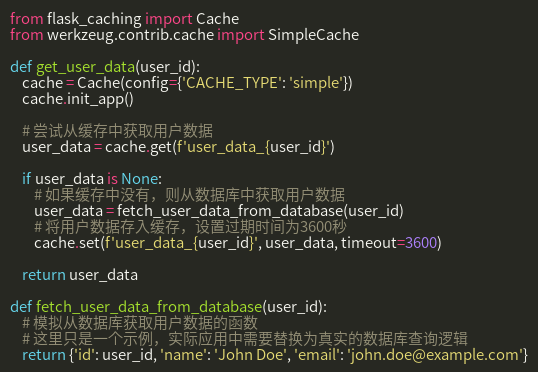 from flask_caching import Cache
from werkzeug.contrib.cache import SimpleCache

def get_user_data(user_id):
    cache = Cache(config={'CACHE_TYPE': 'simple'})
    cache.init_app()

    # 尝试从缓存中获取用户数据
    user_data = cache.get(f'user_data_{user_id}')

    if user_data is None:
        # 如果缓存中没有，则从数据库中获取用户数据
        user_data = fetch_user_data_from_database(user_id)
        # 将用户数据存入缓存，设置过期时间为3600秒
        cache.set(f'user_data_{user_id}', user_data, timeout=3600)

    return user_data

def fetch_user_data_from_database(user_id):
    # 模拟从数据库获取用户数据的函数
    # 这里只是一个示例，实际应用中需要替换为真实的数据库查询逻辑
    return {'id': user_id, 'name': 'John Doe', 'email': 'john.doe@example.com'}